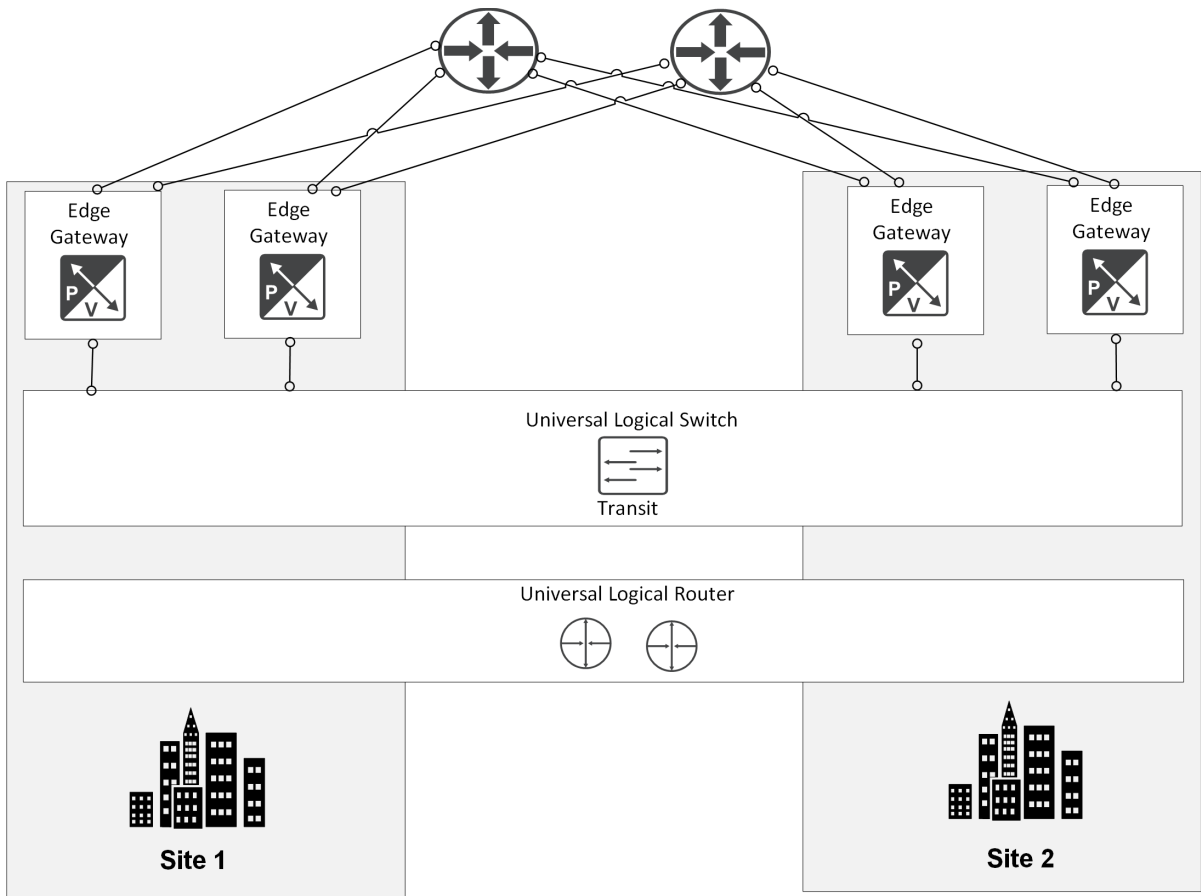 Edge
Gateway
P
V
Edge
Gateway
P
V
Edge
Gateway
P
V
Edge
Gateway
P
V
Universal Logical Switch
Transit
Universal Logical Router
Site 1
Site 2